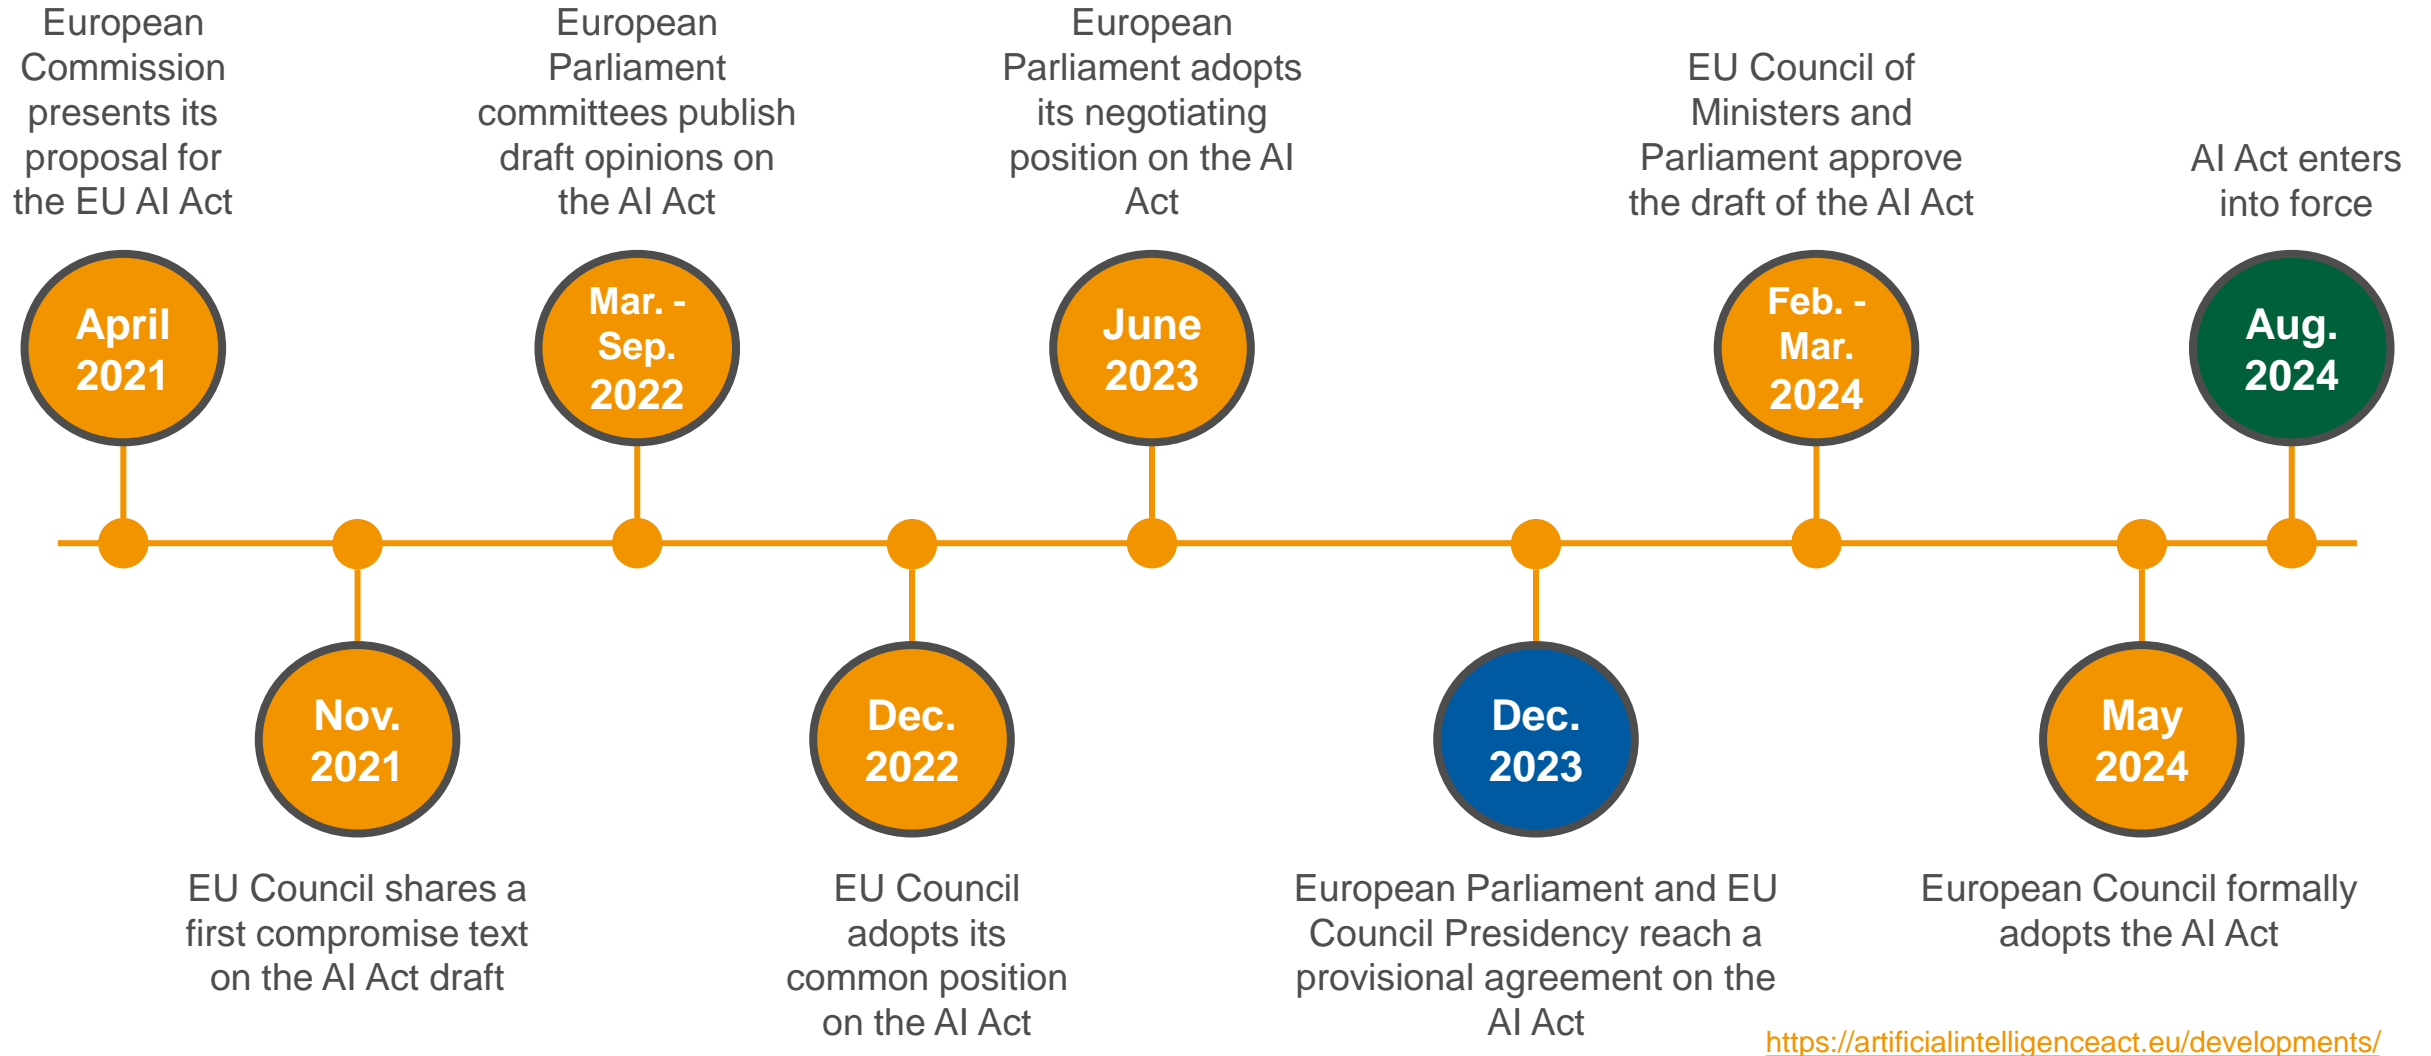 European
Commission
presents its
proposal for
the EU AI Act
April
2021
Nov.
2021
EU Council shares a
first compromise text
on the AI Act draft
European
Parliament
committees publish
draft opinions on
the AI Act
Mar. -
Sep.
2022
Dec.
2022
EU Council
adopts its
common position
on the AI Act
European
Parliament adopts
its negotiating
position on the AI
Act
June
2023
Dec.
2023
European Parliament and EU
Council Presidency reach a
provisional agreement on the
AI Act
EU Council of
Ministers and
Parliament approve
the draft of the AI Act
Feb. -
Mar.
2024
May
2024
European Council formally
adopts the AI Act
AI Act enters
into force
Aug.
2024
https://artificialintelligenceact.eu/developments/